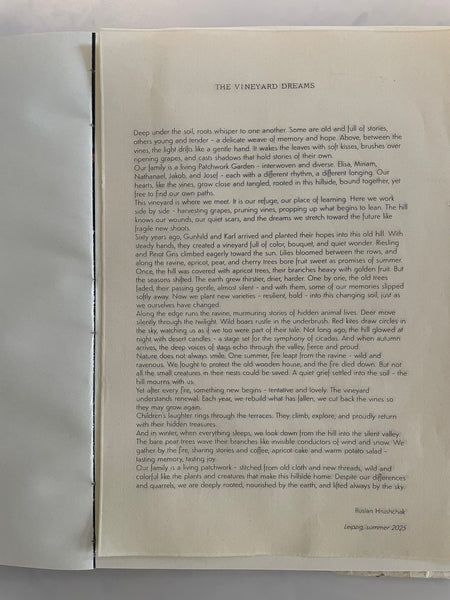 THE VINEYARD DREAMS
Deep under the soil, roots whisper to one another. Some are old and full of stories,
others young and tender - a delicate weave of memory and hope. Above, between the
vines, the light drifts like a gentle hand. It wakes the leaves with soft kisses, brushes over
ripening grapes, and casts shadows that hold stories of their own.
Our family is a living Patchwork Garden - interwoven and diverse. Elisa, Miriam,
Nathanael, Jakob, and Josef - each with a different rhythm, a different longing. Our
hearts, like the vines, grow close and tangled, rooted in this hillside, bound together, yet
free to find our own paths.
This vineyard is where we meet. It is our refuge, our place of learning. Here we work
side by side - harvesting grapes, pruning vines, propping up what begins to lean. The hill
knows our wounds, our quiet scars, and the dreams we stretch toward the future like
fragile new shoots.
Sixty years ago, Gunhild and Karl arrived and planted their hopes into this old hill. With
steady hands, they created a vineyard full of color, bouquet, and quiet wonder. Riesling
and Pinot Gris climbed eagerly toward the sun. Lilies bloomed between the rows, and
along the ravine, apricot, pear, and cherry trees bore fruit sweet as promises of summer.
Once, the hill was covered with apricot trees, their branches heavy with golden fruit. But
the seasons shifted. The earth grew thirstier, drier, harder. One by one, the old trees
faded, their passing gentle, almost silent - and with them, some of our memories slipped
softly away. Now we plant new varieties - resilient, bold - into this changing soil, just as
we ourselves have changed.
Along the edge runs the ravine, murmuring stories of hidden animal lives. Deer move
silently through the twilight. Wild boars rustle in the underbrush. Red kites draw circles in
the sky, watching us as if we too were part of their tale. Not long ago, the hill glowed at
night with desert candles - a stage set for the symphony of cicadas. And when autumn
arrives, the deep voices of stags echo through the valley, fierce and proud.
Nature does not always smile. One summer, fire leapt from the ravine - wild and
ravenous. We fought to protect the old wooden house, and the fire died down. But not
all the small creatures in their nests could be saved. A quiet grief settled into the soil - the
hill mourns with us.
Yet after every fire, something new begins - tentative and lovely. The vineyard
understands renewal. Each year, we rebuild what has fallen, we cut back the vines so
they may grow again.
Children's laughter rings through the terraces. They climb, explore, and proudly return
with their hidden treasures.
And in winter, when everything sleeps, we look down from the hill into the silent valley.
The bare pear trees wave their branches like invisible conductors of wind and snow. We
gather by the fire, sharing stories and coffee, apricot cake and warm potato salad -
tasting memory, tasting joy.
Our family is a living patchwork - stitched from old cloth and new threads, wild and
colorful like the plants and creatures that make this hillside home. Despite our differences
and quarrels, we are deeply rooted, nourished by the earth, and lifted always by the sky.
Ruslan Hrushchak
Leipzig, summer 2025